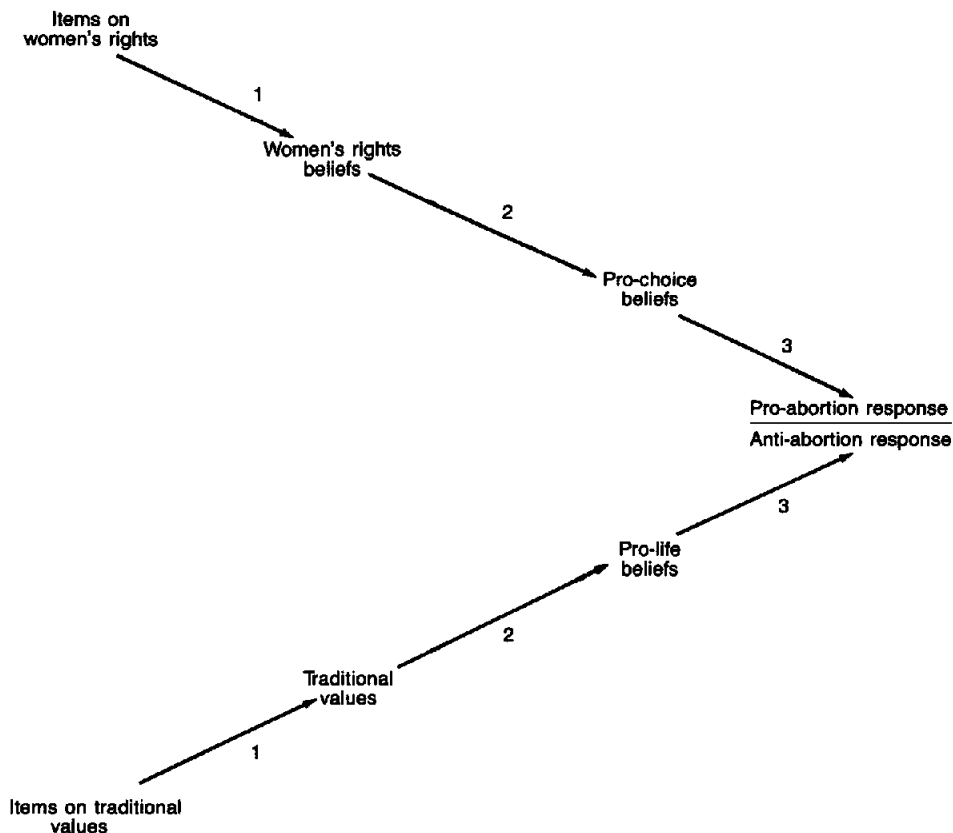 Items on
women's rights
1
Women's rights
beliefs
2
Pro-choice
beliefs
3
Pro-abortion response
Anti-abortion response
3
Pro-life
beliefs
2
Traditional
values
1
Items on traditional
values